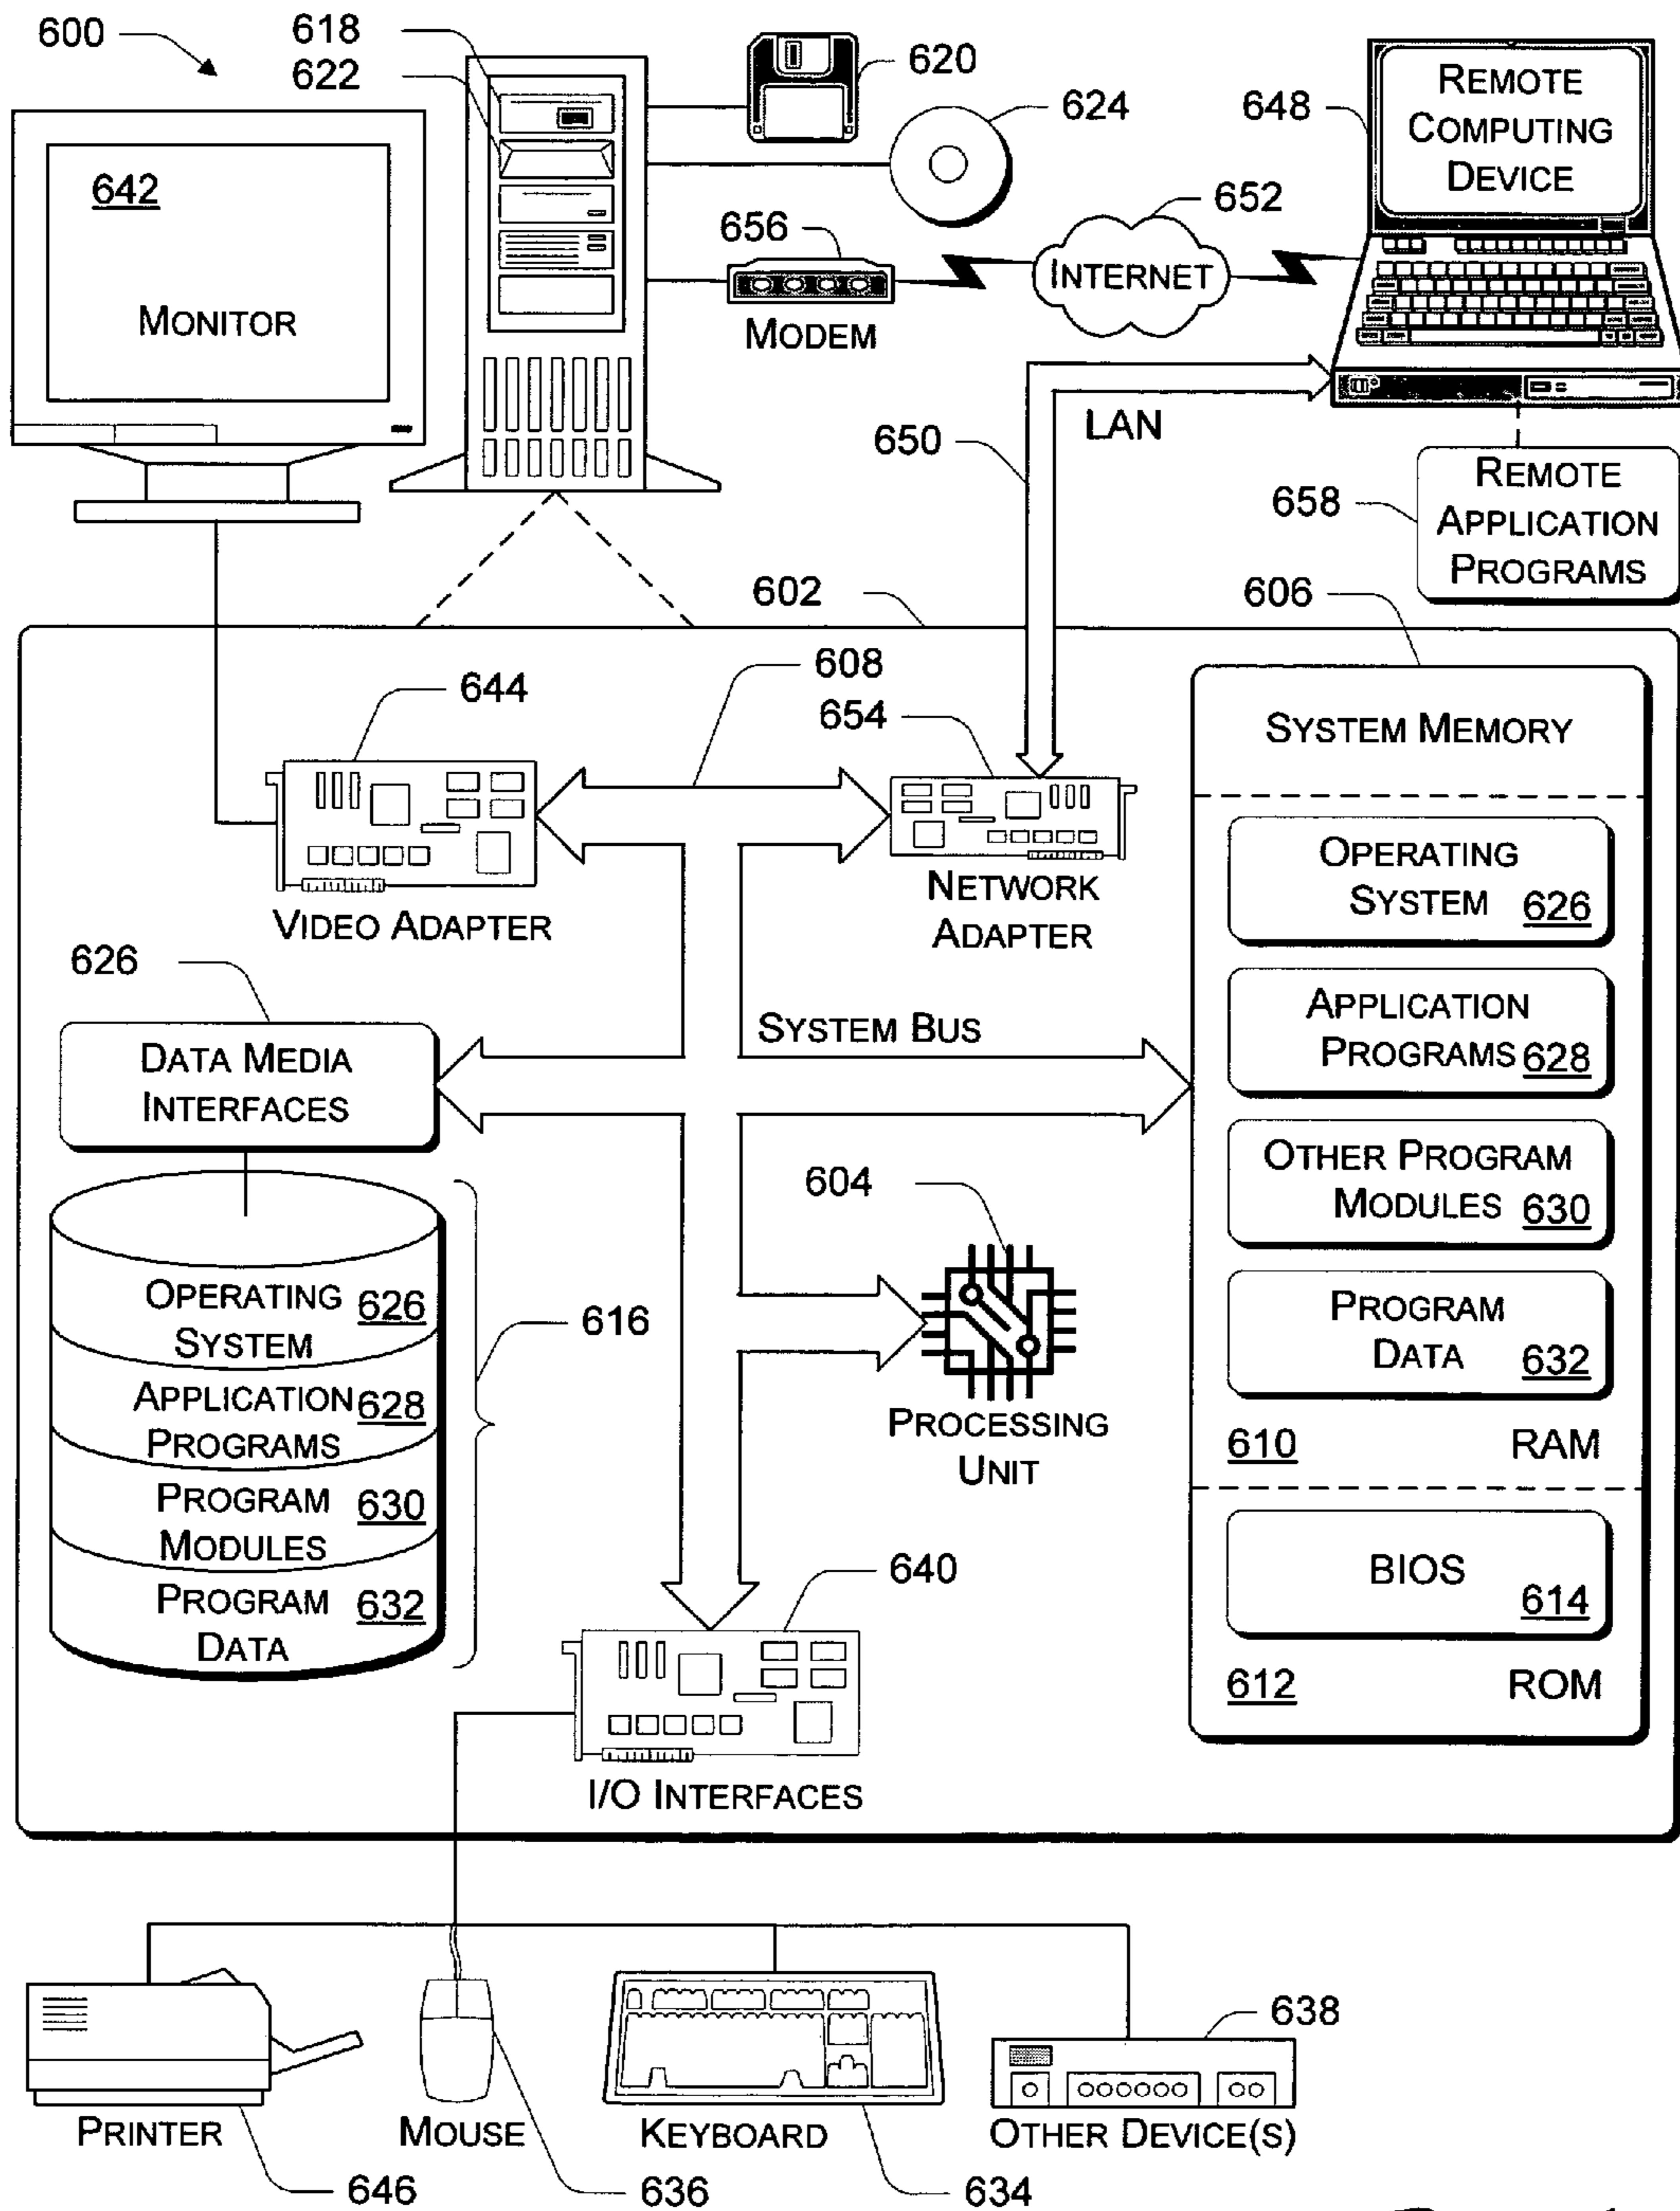 600
618
622
620
624
648
REMOTE
COMPUTING
DEVICE
642
MONITOR
656
MODEM
652
INTERNET
LAN
650
658
REMOTE
APPLICATION
PROGRAMS
602
606
608
644
654
VIDEO ADAPTER
NETWORK
ADAPTER
SYSTEM MEMORY
OPERATING
SYSTEM 626
APPLICATION
PROGRAMS 628
OTHER PROGRAM
MODULES 630
PROGRAM
DATA 632
610 RAM
BIOS
614
612 ROM
626
DATA MEDIA
INTERFACES
SYSTEM BUS
604
PROCESSING
UNIT
OPERATING 626
SYSTEM
APPLICATION 628
PROGRAMS
PROGRAM 630
MODULES
PROGRAM 632
DATA
616
640
I/O INTERFACES
638
PRINTER
MOUSE
KEYBOARD
OTHER DEVICE(S)
646
636
634